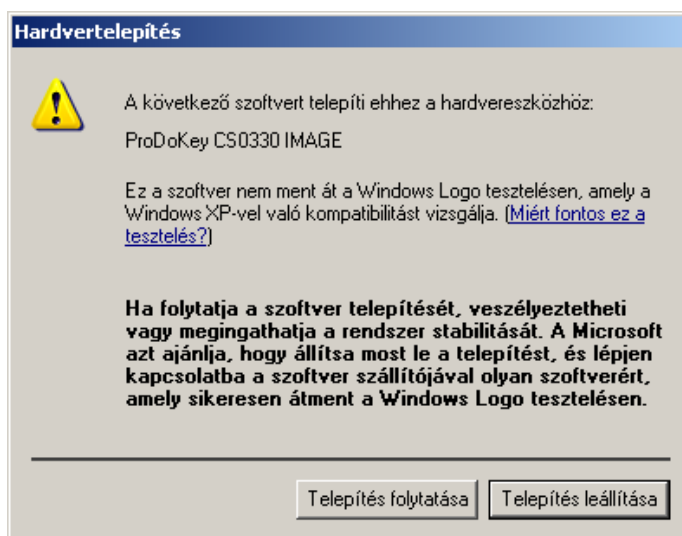 Hardvertelepítés
A következő szoftvert telepíti ehhez a hardvereszközhöz:
ProDoKey CS0330 IMAGE
Ez a szoftver nem ment át a Windows Logo tesztelésen, amely a
Windows XP-vel való kompatibilitást vizsgálja. (Miért fontos ez a
tesztelés?)
Ha folytatja a szoftver telepítését, veszélyeztetheti
vagy megingathatja a rendszer stabilitását. A Microsoft
azt ajánlja, hogy állítsa most le a telepítést, és lépjen
kapcsolatba a szoftver szállítójával olyan szoftverért,
amely sikeresen átment a Windows Logo tesztelésen.
Telepítés folytatása Telepítés leállítása